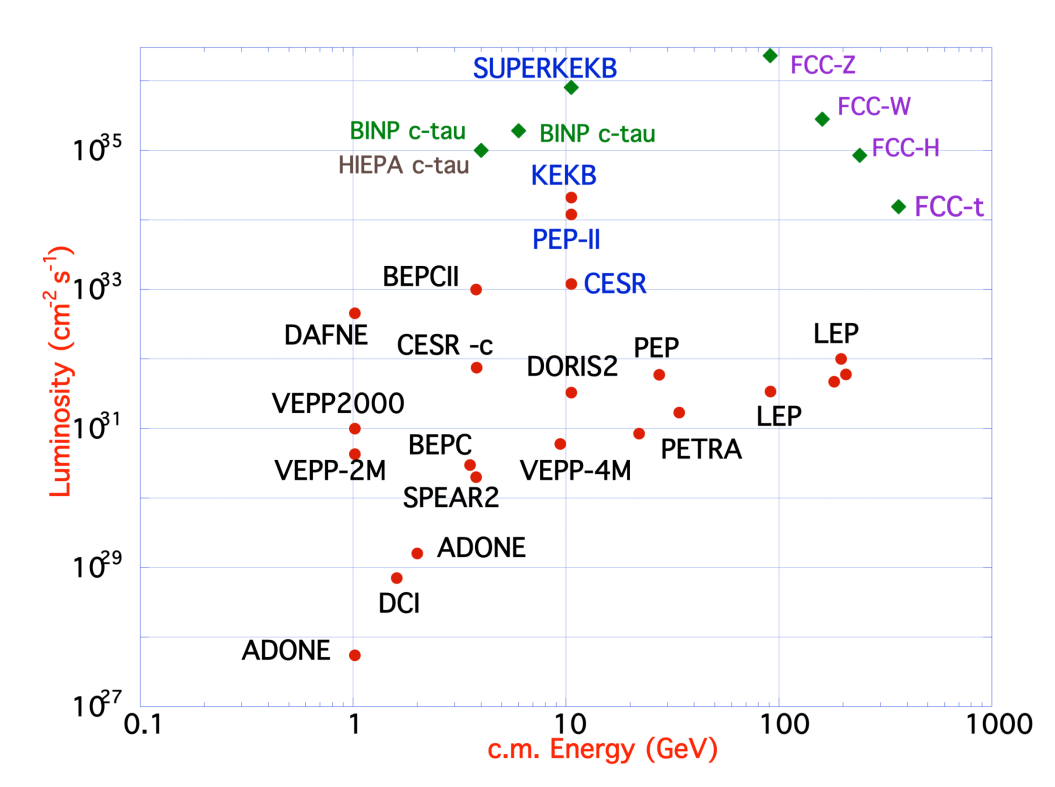 SUPERKEKB
FCC-Z
FCC-W
BINP c-tau
BINP c-tau
FCC-H
10^35
HIEPA c-tau
KEKB
FCC-t
PEP-II
BEPCII
CESR
10^33
DAFNE
CESR -c
PEP
LEP
DORIS2
VEPP2000
LEP
10^31
BEPC
PETRA
VEPP-2M
VEPP-4M
SPEAR2
ADONE
10^29
DCI
ADONE
10^27
0.1 1 10 100 1000
c.m. Energy (GeV)
Luminosity (cm^-2 s^-1)